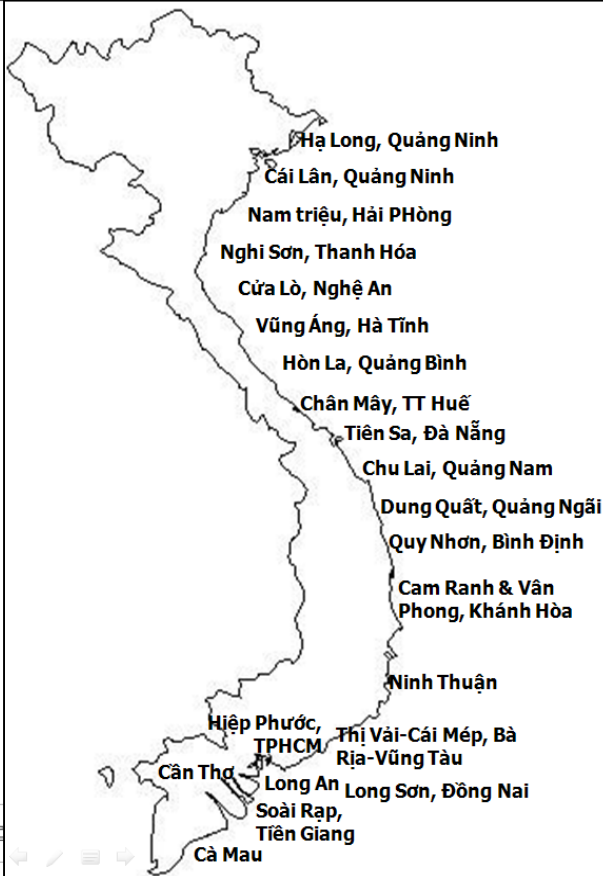 Hạ Long, Quảng Ninh
Cái Lân, Quảng Ninh
Nam triệu, Hải PHòng
Nghi Sơn, Thanh Hóa
Cửa Lò, Nghệ An
Vũng Áng, Hà Tĩnh
Hòn La, Quảng Bình
Chân Mây, TT Huế
Tiên Sa, Đà Nẵng
Chu Lai, Quảng Nam
Dung Quất, Quảng Ngãi
Quy Nhơn, Bình Định
Cam Ranh & Vân
Phong, Khánh Hòa
Ninh Thuận
Hiệp Phước,
TPHCM
Thị Vải-Cái Mép, Bà
Rịa-Vũng Tàu
Cần Thơ
Long An
Long Sơn, Đồng Nai
Soài Rạp,
Tiền Giang
Cà Mau